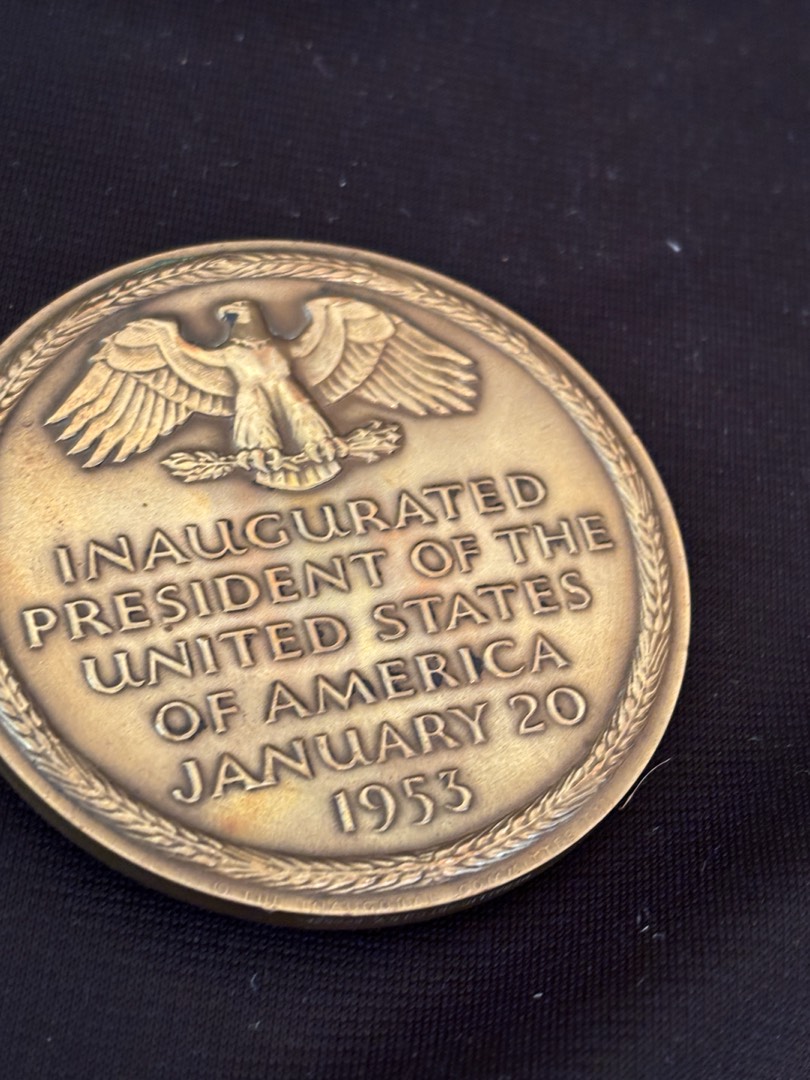 INAUGURATED
PRESIDENT OF THE
UNITED STATES
OF AMERICA
JANUARY 20
1953